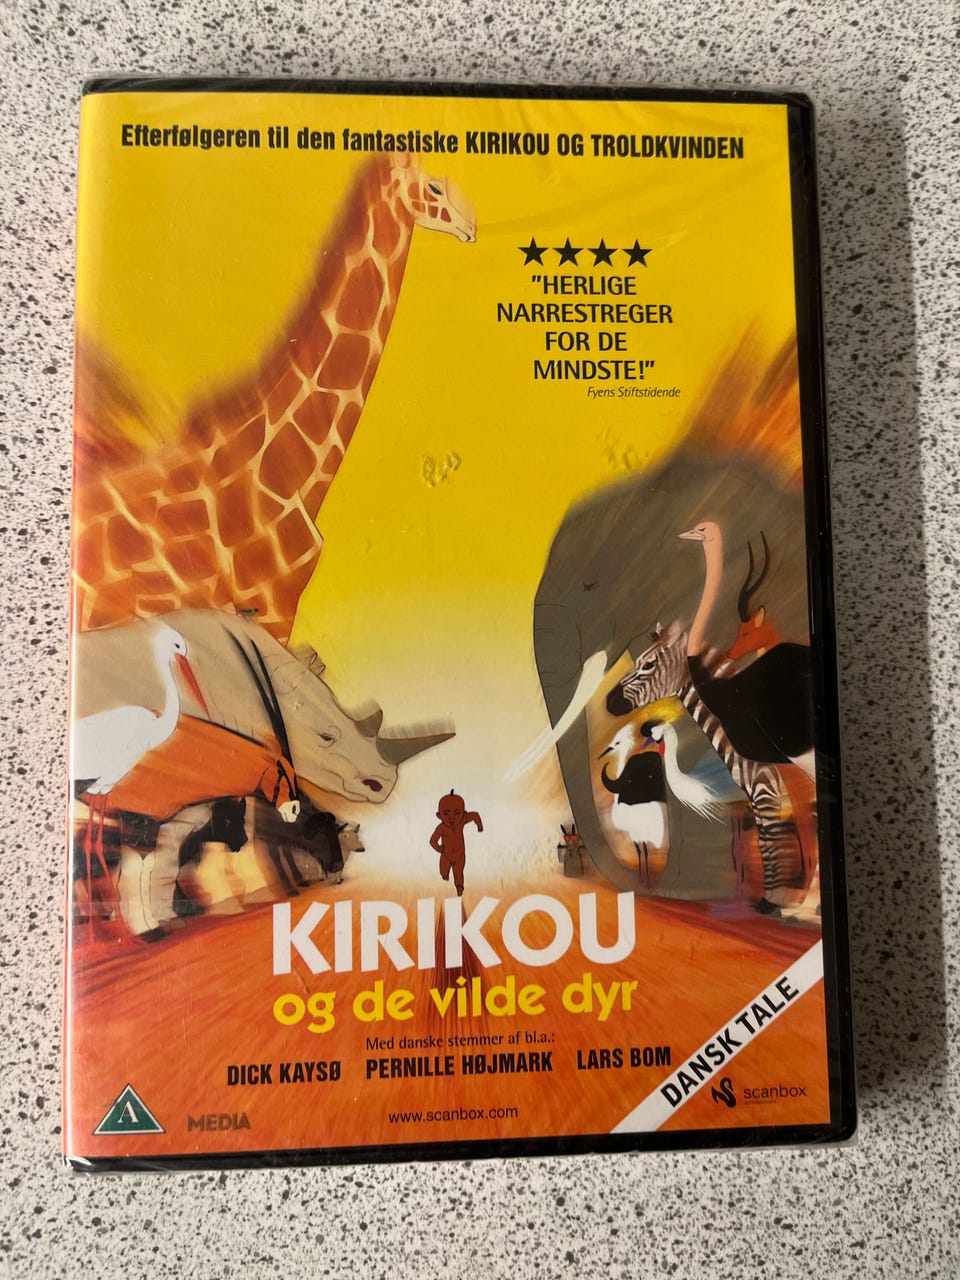 Efterfølgeren til den fantastiske KIRIKOU OG TROLDKVINDEN
★★★★
"HERLIGE
NARRESTREGER
FOR DE
MINDSTE!"
Fyens Stiftstidende
KIRIKOU
og de vilde dyr
Med danske stemmer af bl.a.:
DICK KAYSØ PERNILLE HØJMARK LARS BOM
DANSK TALE
A
MEDIA
www.scanbox.com
scanbox